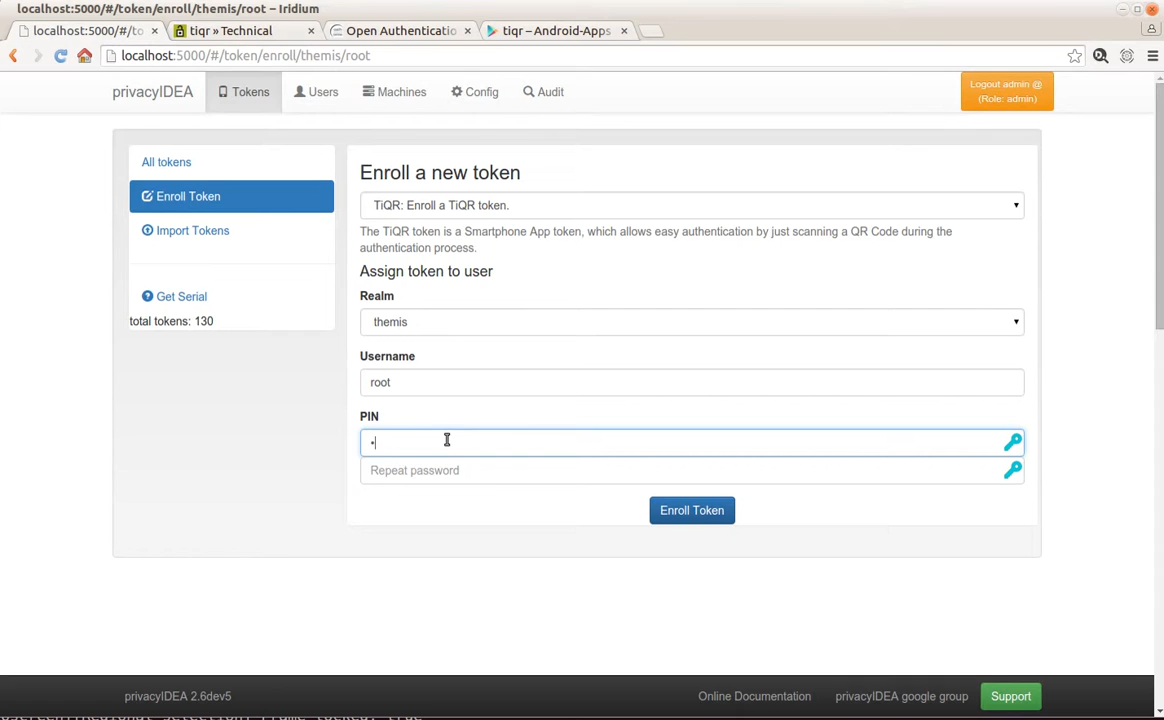 localhost:5000/#/token/enroll/themis/root – Iridium
localhost:5000/#/to
tiqr » Technical
Open Authenticatio
tiqr – Android-Apps
localhost:5000/#/token/enroll/themis/root
privacyIDEA
Tokens
Users
Machines
Config
Audit
Logout admin @
(Role: admin)
All tokens
Enroll Token
Import Tokens
Get Serial
total tokens: 130
Enroll a new token
TiQR: Enroll a TiQR token.
The TiQR token is a Smartphone App token, which allows easy authentication by just scanning a QR Code during the
authentication process.
Assign token to user
Realm
themis
Username
root
PIN
Repeat password
Enroll Token
privacyIDEA 2.6dev5
Online Documentation
privacyIDEA google group
Support